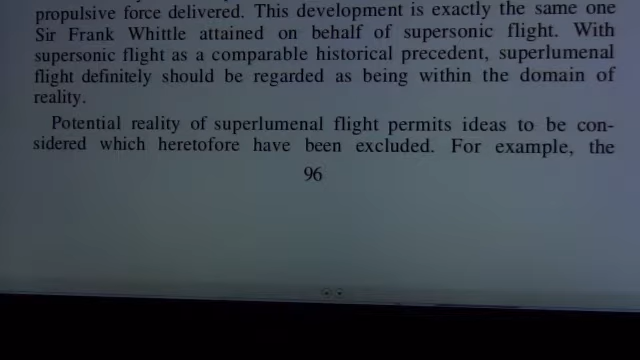 propulsive force delivered. This development is exactly the same one
Sir Frank Whittle attained on behalf of supersonic flight. With
supersonic flight as a comparable historical precedent, superlumenal
flight definitely should be regarded as being within the domain of
reality.
Potential reality of superlumenal flight permits ideas to be con-
sidered which heretofore have been excluded. For example, the
96